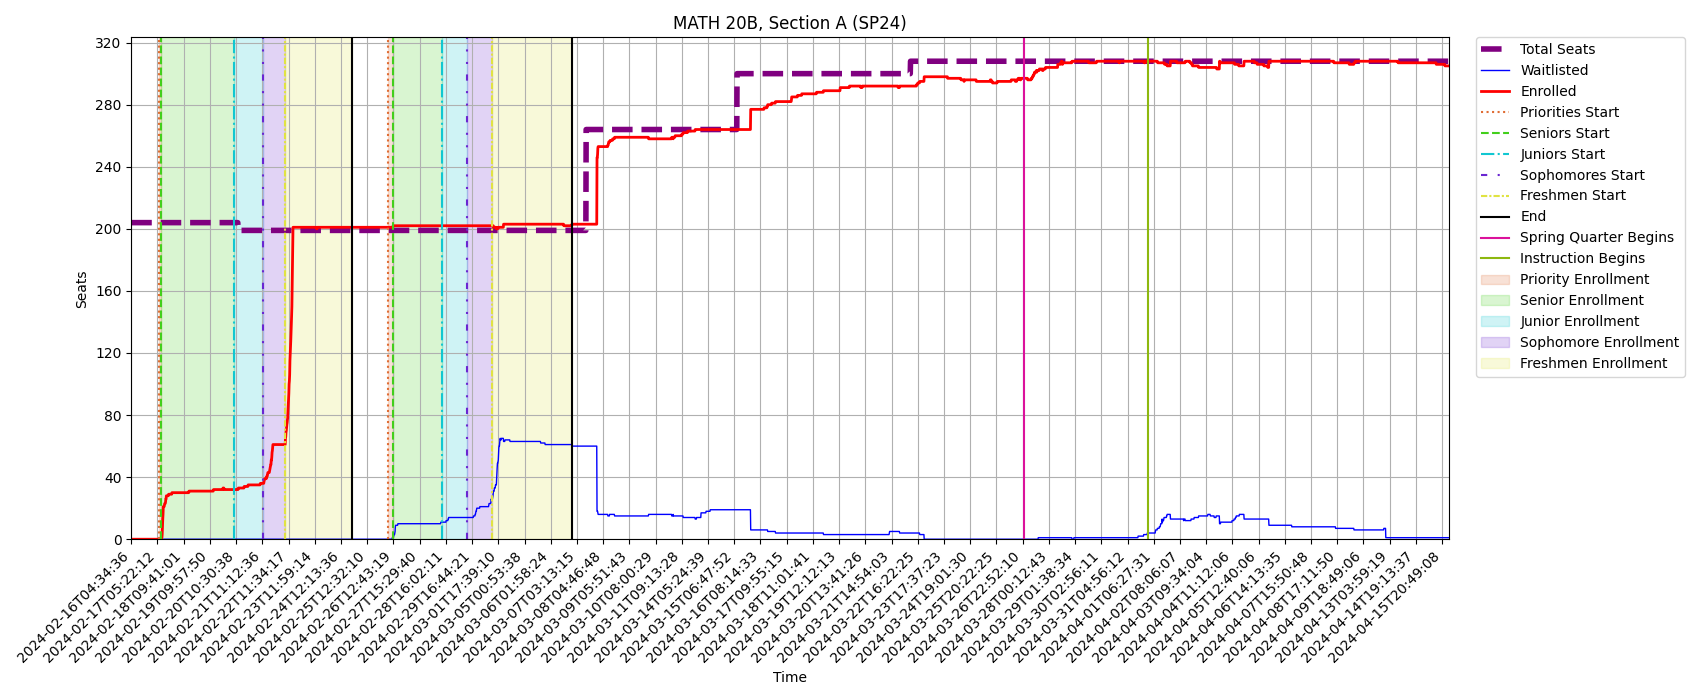 MATH 20B, Section A (SP24)
Seats
320
280
240
200
160
120
80
40
0
2024-02-16T04:34:36
2024-02-17T05:22:12
2024-02-18T09:41:01
2024-02-19T09:57:50
2024-02-20T10:30:38
2024-02-21T11:12:36
2024-02-22T11:34:17
2024-02-23T11:59:14
2024-02-24T12:13:36
2024-02-25T12:32:10
2024-02-26T12:43:19
2024-02-27T15:29:40
2024-02-28T16:02:11
2024-02-29T16:44:21
2024-03-01T17:39:10
2024-03-05T00:53:38
2024-03-06T01:58:24
2024-03-07T03:13:15
2024-03-08T04:46:48
2024-03-09T05:51:43
2024-03-10T08:00:29
2024-03-11T09:13:28
2024-03-14T05:24:39
2024-03-15T06:47:52
2024-03-16T08:14:33
2024-03-17T09:55:15
2024-03-18T11:01:41
2024-03-19T12:12:13
2024-03-20T13:41:26
2024-03-21T14:54:03
2024-03-22T16:22:25
2024-03-23T17:37:23
2024-03-24T19:01:30
2024-03-25T20:22:25
2024-03-26T22:52:10
2024-03-28T00:12:43
2024-03-29T01:38:34
2024-03-30T02:56:11
2024-03-31T04:56:12
2024-04-01T06:27:31
2024-04-02T08:06:07
2024-04-03T09:34:04
2024-04-04T11:12:06
2024-04-05T12:40:06
2024-04-06T14:13:35
2024-04-07T15:50:48
2024-04-08T17:11:50
2024-04-09T18:49:06
2024-04-13T03:59:19
2024-04-14T19:13:37
2024-04-15T20:49:08
Time
Total Seats
Waitlisted
Enrolled
Priorities Start
Seniors Start
Juniors Start
Sophomores Start
Freshmen Start
End
Spring Quarter Begins
Instruction Begins
Priority Enrollment
Senior Enrollment
Junior Enrollment
Sophomore Enrollment
Freshmen Enrollment